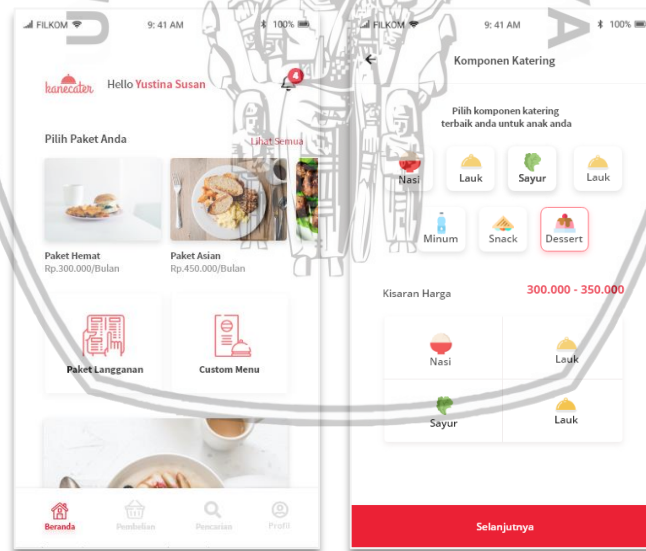 FILKOM 9:41 AM 100%
kanecater Hello Yustina Susan 4
Pilih Paket Anda Lihat Semua
Paket Hemat
Rp.300.000/Bulan
Paket Asian
Rp.450.000/Bulan
Paket Langganan
Custom Menu
Beranda Pembelian Pencarian Profil
FILKOM 9:41 AM 100%
Komponen Katering
Pilih komponen katering
terbaik anda untuk anak anda
Nasi Lauk Sayur Lauk
Minum Snack Dessert
Kisaran Harga 300.000 - 350.000
Nasi Lauk
Sayur Lauk
Selanjutnya